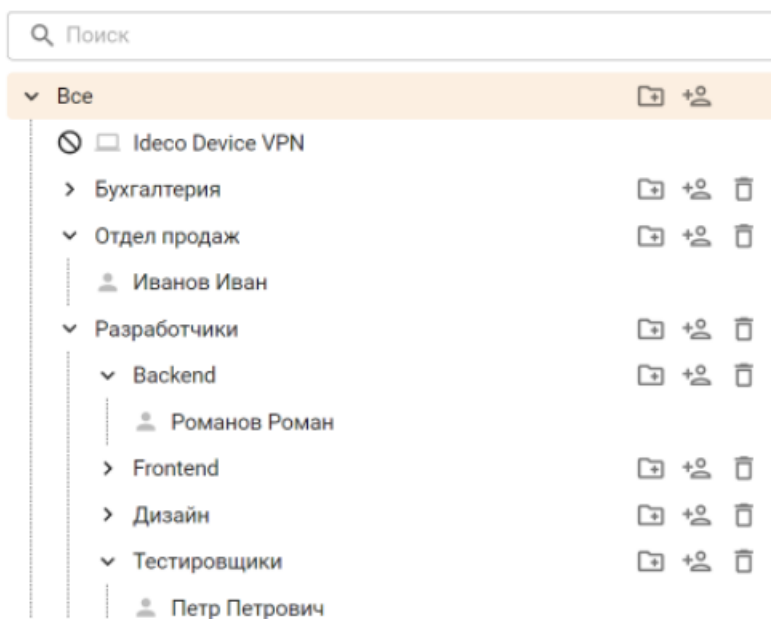 Поиск
Все
Ideco Device VPN
Бухгалтерия
Отдел продаж
Иванов Иван
Разработчики
Backend
Романов Роман
Frontend
Дизайн
Тестировщики
Петр Петрович